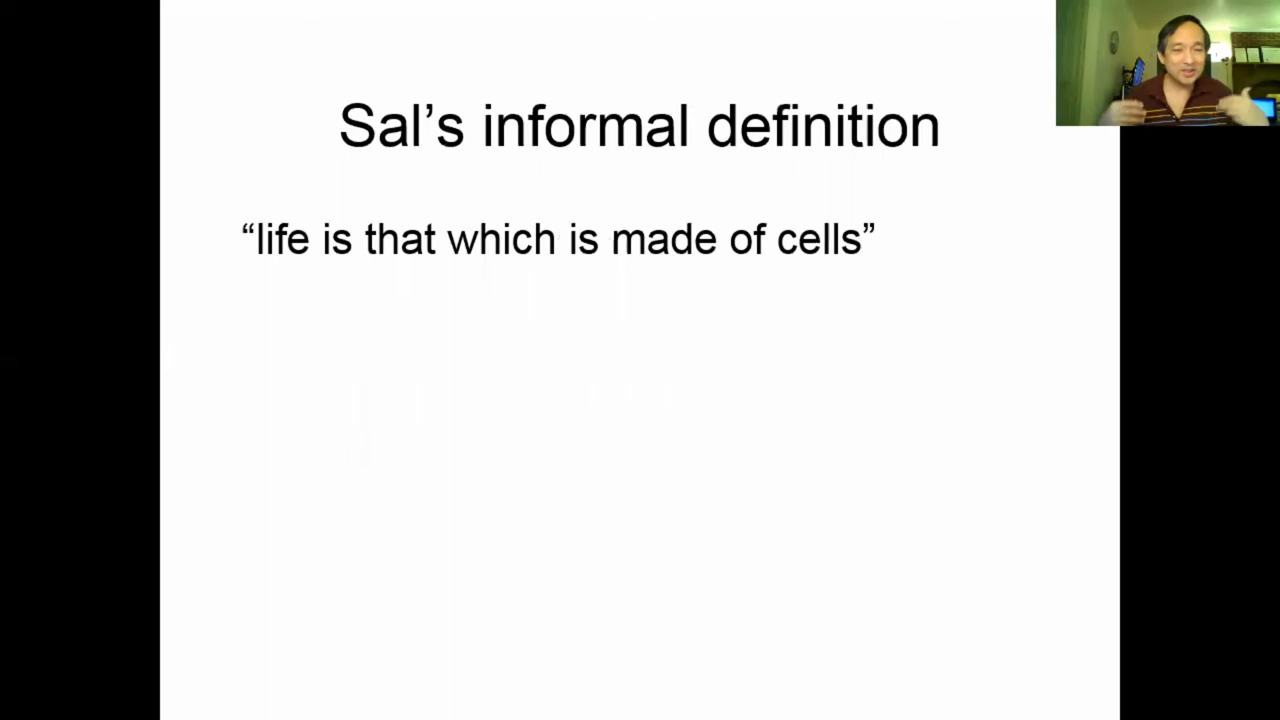 Sal’s informal definition
“life is that which is made of cells”